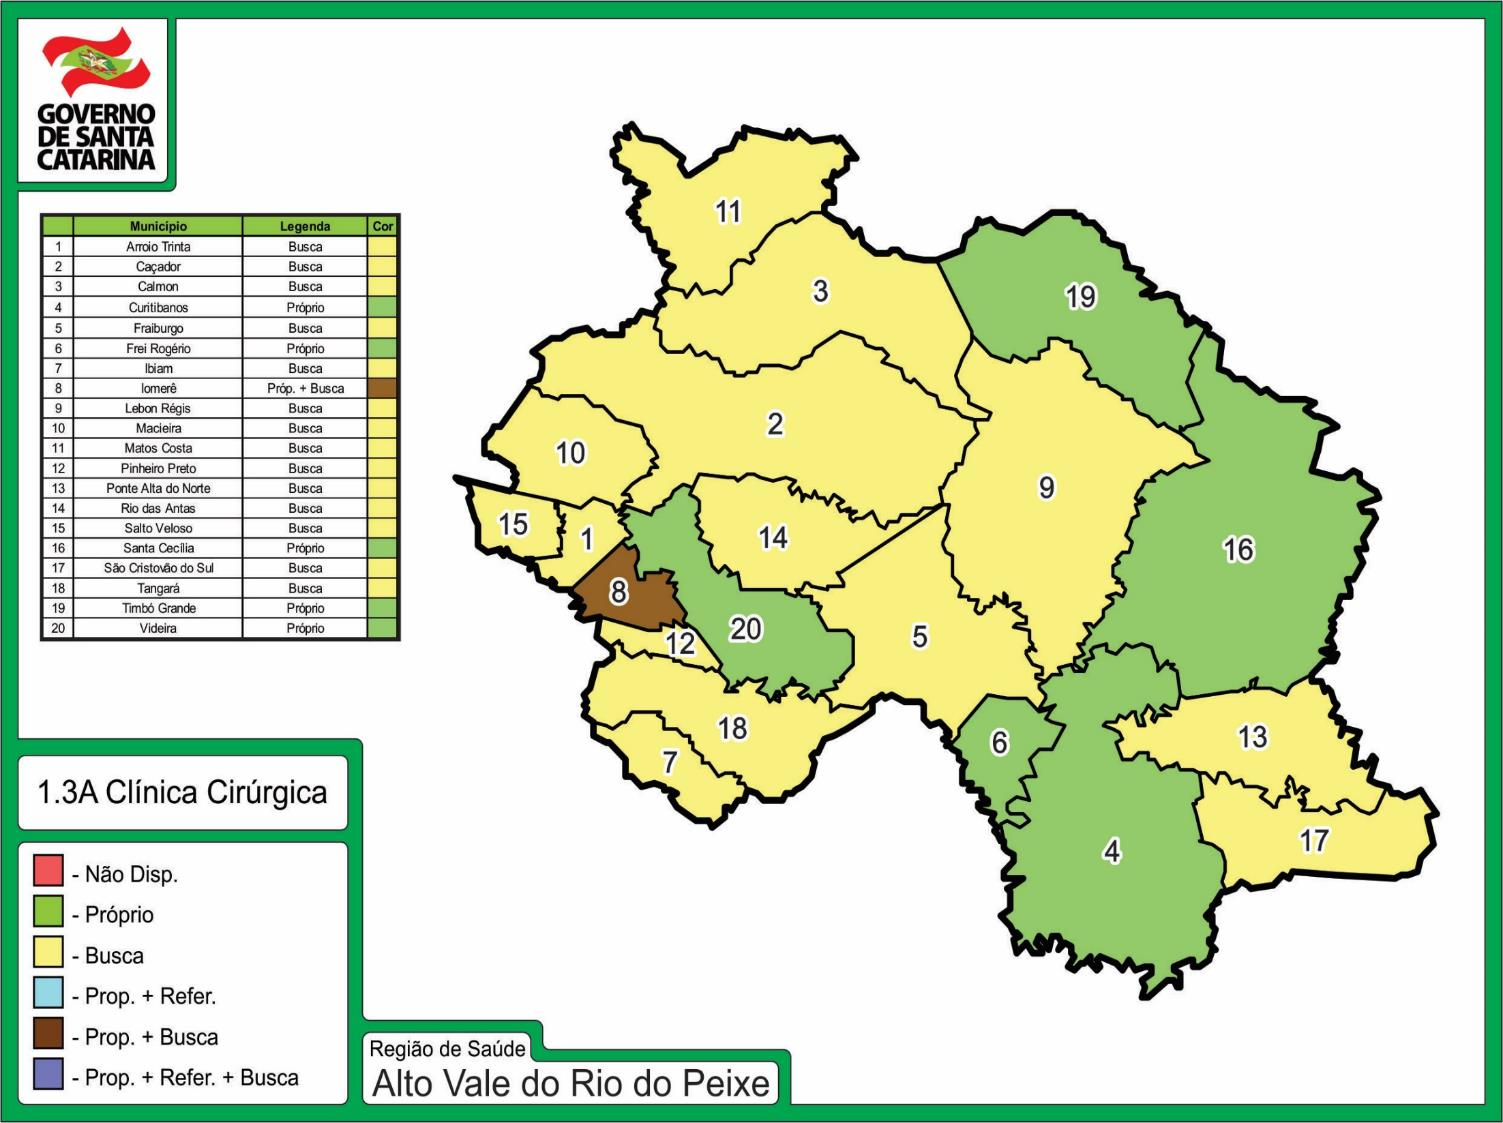 GOVERNO
DE SANTA
CATARINA
Município Legenda Cor
1 Arroio Trinta Busca
2 Caçador Busca
3 Calmon Busca
4 Curitibanos Próprio
5 Fraiburgo Busca
6 Frei Rogério Próprio
7 Ibiam Busca
8 Iomerê Próp. + Busca
9 Lebon Régis Busca
10 Macieira Busca
11 Matos Costa Busca
12 Pinheiro Preto Busca
13 Ponte Alta do Norte Busca
14 Rio das Antas Busca
15 Salto Veloso Busca
16 Santa Cecília Próprio
17 São Cristovão do Sul Busca
18 Tangará Busca
19 Timbó Grande Próprio
20 Videira Próprio
11
3
19
2
10
9
15
1
14
16
8
20
12
5
18
7
6
13
4
17
1.3A Clínica Cirúrgica
- Não Disp.
- Próprio
- Busca
- Prop. + Refer.
- Prop. + Busca
- Prop. + Refer. + Busca
Região de Saúde
Alto Vale do Rio do Peixe